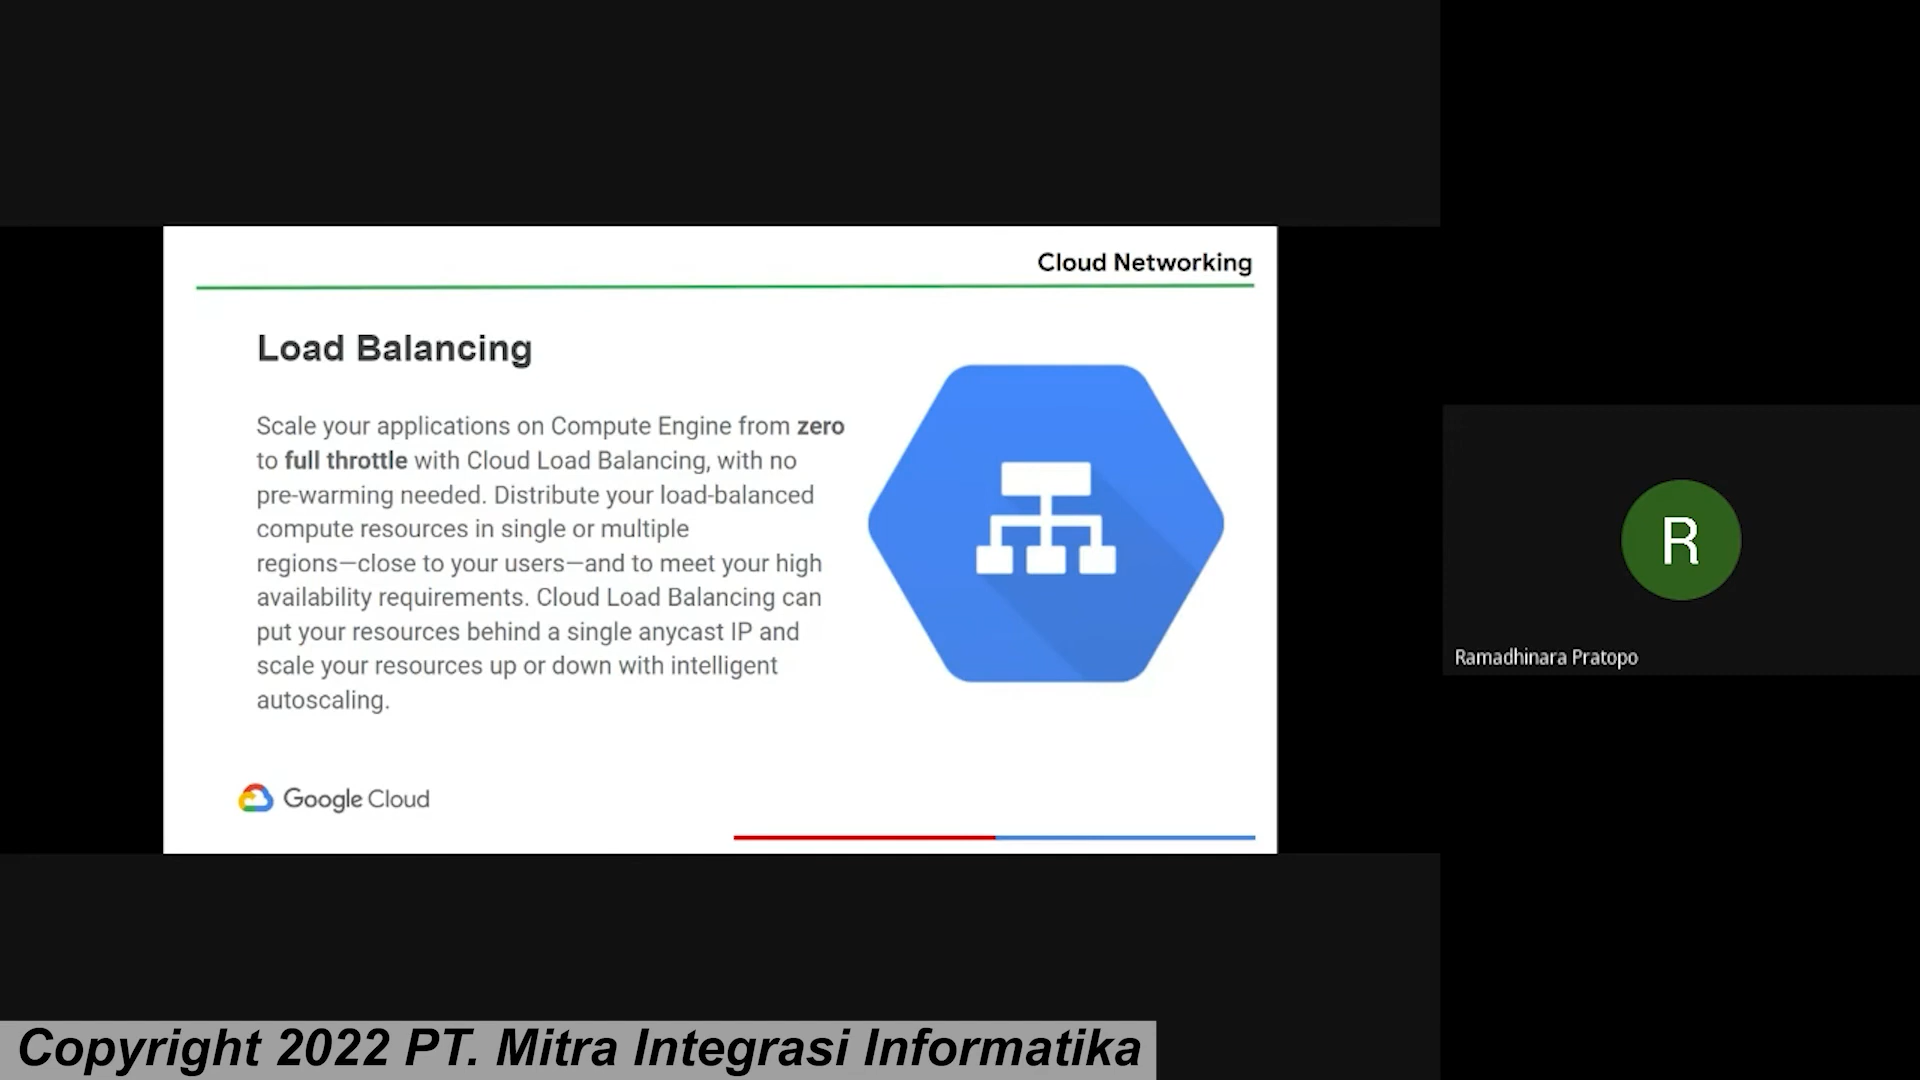 Cloud Networking
Load Balancing
Scale your applications on Compute Engine from zero
to full throttle with Cloud Load Balancing, with no
pre-warming needed. Distribute your load-balanced
compute resources in single or multiple
regions—close to your users—and to meet your high
availability requirements. Cloud Load Balancing can
put your resources behind a single anycast IP and
scale your resources up or down with intelligent
autoscaling.
Google Cloud
R
Ramadhinara Pratopo
Copyright 2022 PT. Mitra Integrasi Informatika